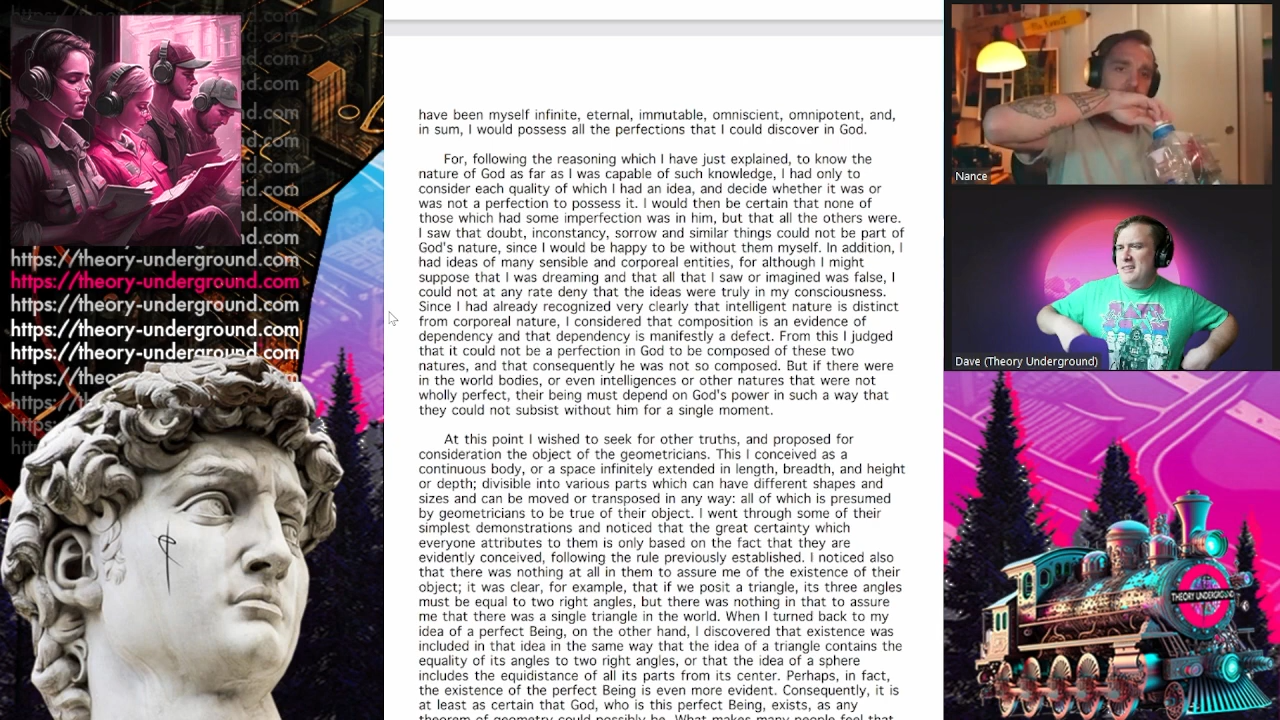 https://theory-underground.com
https://theory-underground.com
https://theory-underground.com
https://theory-underground.com
https://theory-underground.com
have been myself infinite, eternal, immutable, omniscient, omnipotent, and,
in sum, I would possess all the perfections that I could discover in God.
For, following the reasoning which I have just explained, to know the
nature of God as far as I was capable of such knowledge, I had only to
consider each quality of which I had an idea, and decide whether it was or
was not a perfection to possess it. I would then be certain that none of
those which had some imperfection was in him, but that all the others were.
I saw that doubt, inconstancy, sorrow and similar things could not be part of
God's nature, since I would be happy to be without them myself. In addition, I
had ideas of many sensible and corporeal entities, for although I might
suppose that I was dreaming and that all that I saw or imagined was false, I
could not at any rate deny that the ideas were truly in my consciousness.
Since I had already recognized very clearly that intelligent nature is distinct
from corporeal nature, I considered that composition is an evidence of
dependency and that dependency is manifestly a defect. From this I judged
that it could not be a perfection in God to be composed of these two
natures, and that consequently he was not so composed. But if there were
in the world bodies, or even intelligences or other natures that were not
wholly perfect, their being must depend on God's power in such a way that
they could not subsist without him for a single moment.
At this point I wished to seek for other truths, and proposed for
consideration the object of the geometricians. This I conceived as a
continuous body, or a space infinitely extended in length, breadth, and height
or depth; divisible into various parts which can have different shapes and
sizes and can be moved or transposed in any way: all of which is presumed
by geometricians to be true of their object. I went through some of their
simplest demonstrations and noticed that the great certainty which
everyone attributes to them is only based on the fact that they are
evidently conceived, following the rule previously established. I noticed also
that there was nothing at all in them to assure me of the existence of their
object; it was clear, for example, that if we posit a triangle, its three angles
must be equal to two right angles, but there was nothing in that to assure
me that there was a single triangle in the world. When I turned back to my
idea of a perfect Being, on the other hand, I discovered that existence was
included in that idea in the same way that the idea of a triangle contains the
equality of its angles to two right angles, or that the idea of a sphere
includes the equidistance of all its parts from its center. Perhaps, in fact,
the existence of the perfect Being is even more evident. Consequently, it is
at least as certain that God, who is this perfect Being, exists, as any
theorem of geometry could possibly be. What makes many people feel that
Nance
Dave (Theory Underground)
THEORY UNDERGROUND